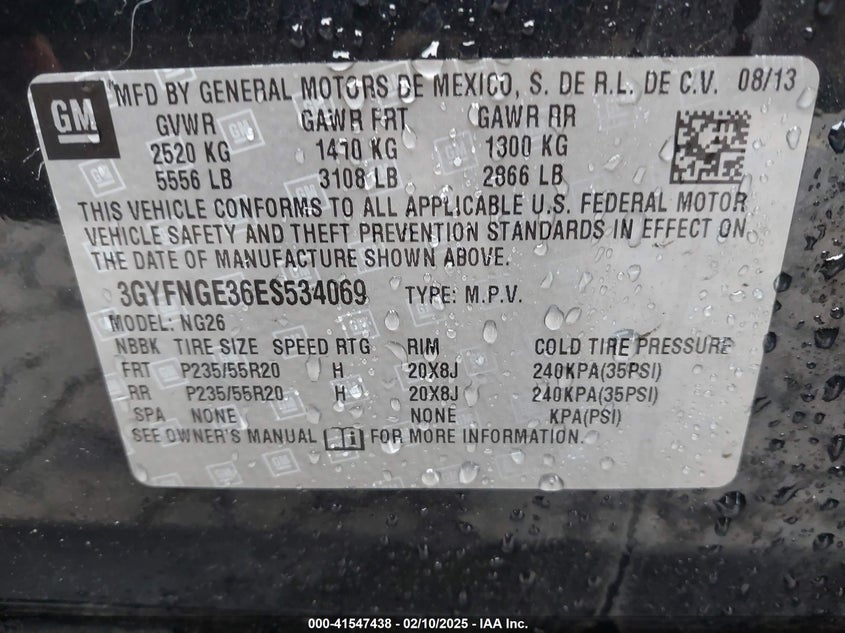 GM MFD BY GENERAL MOTORS DE MEXICO, S. DE R.L. DE C.V. 08/13
GVWR GAWR FRT GAWR RR
2520 KG 1410 KG 1300 KG
5556 LB 3108 LB 2866 LB
THIS VEHICLE CONFORMS TO ALL APPLICABLE U.S. FEDERAL MOTOR
VEHICLE SAFETY AND THEFT PREVENTION STANDARDS IN EFFECT ON
THE DATE OF MANUFACTURE SHOWN ABOVE.
3GYFNGE36ES534069 TYPE: M.P.V.
MODEL: NG26
NBBK TIRE SIZE SPEED RTG RIM COLD TIRE PRESSURE
FRT P235/55R20 H 20X8J 240KPA(35PSI)
RR P235/55R20 H 20X8J 240KPA(35PSI)
SPA NONE NONE KPA(PSI)
SEE OWNER'S MANUAL FOR MORE INFORMATION.
000-41547438 - 02/10/2025 - IAA Inc.